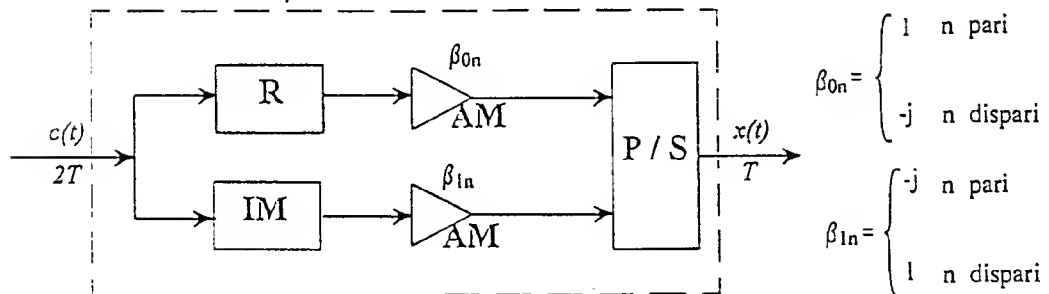 c(t)
2T
R
IM
β0n
AM
β1n
AM
P / S
x(t)
T
β0n= 1 n pari
-j n dispari
β1n= -j n pari
1 n dispari